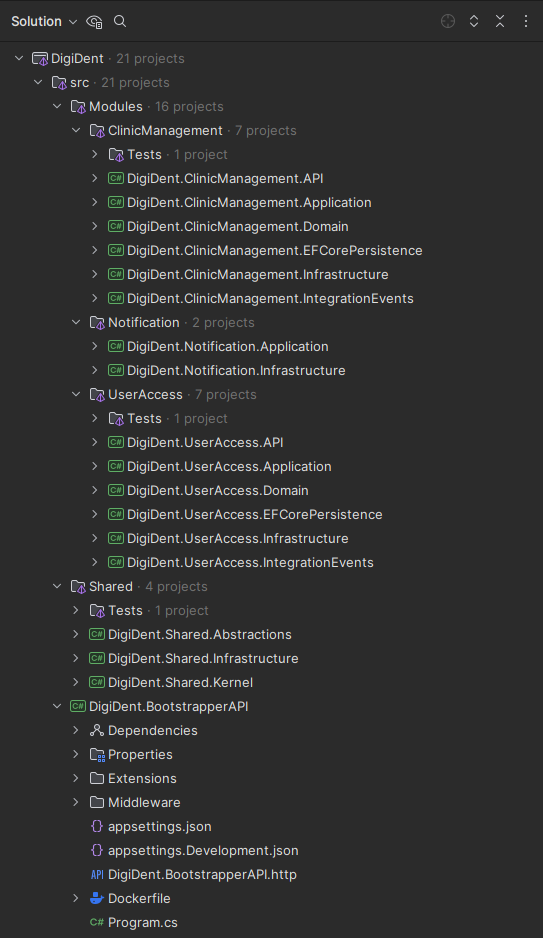 Solution
DigiDent · 21 projects
src · 21 projects
Modules · 16 projects
ClinicManagement · 7 projects
Tests · 1 project
C# DigiDent.ClinicManagement.API
C# DigiDent.ClinicManagement.Application
C# DigiDent.ClinicManagement.Domain
C# DigiDent.ClinicManagement.EFCorePersistence
C# DigiDent.ClinicManagement.Infrastructure
C# DigiDent.ClinicManagement.IntegrationEvents
Notification · 2 projects
C# DigiDent.Notification.Application
C# DigiDent.Notification.Infrastructure
UserAccess · 7 projects
Tests · 1 project
C# DigiDent.UserAccess.API
C# DigiDent.UserAccess.Application
C# DigiDent.UserAccess.Domain
C# DigiDent.UserAccess.EFCorePersistence
C# DigiDent.UserAccess.Infrastructure
C# DigiDent.UserAccess.IntegrationEvents
Shared · 4 projects
Tests · 1 project
C# DigiDent.Shared.Abstractions
C# DigiDent.Shared.Infrastructure
C# DigiDent.Shared.Kernel
C# DigiDent.BootstrapperAPI
Dependencies
Properties
Extensions
Middleware
{} appsettings.json
{} appsettings.Development.json
API DigiDent.BootstrapperAPI.http
Dockerfile
C# Program.cs